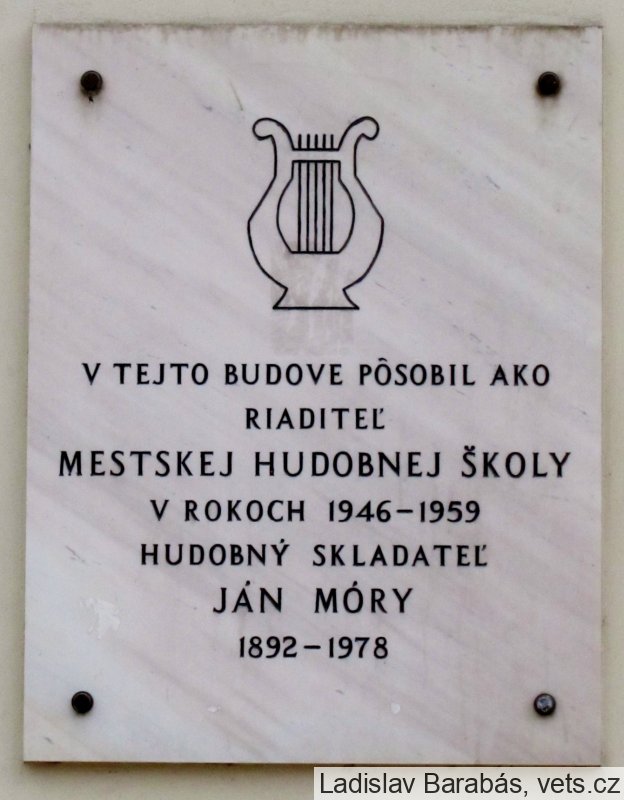 V TEJTO BUDOVE PÔSOBIL AKO
RIADITEĽ
MESTSKEJ HUDOBNEJ ŠKOLY
V ROKOCH 1946–1959
HUDOBNÝ SKLADATEĽ
JÁN MÓRY
1892–1978
Ladislav Barabás, vets.cz